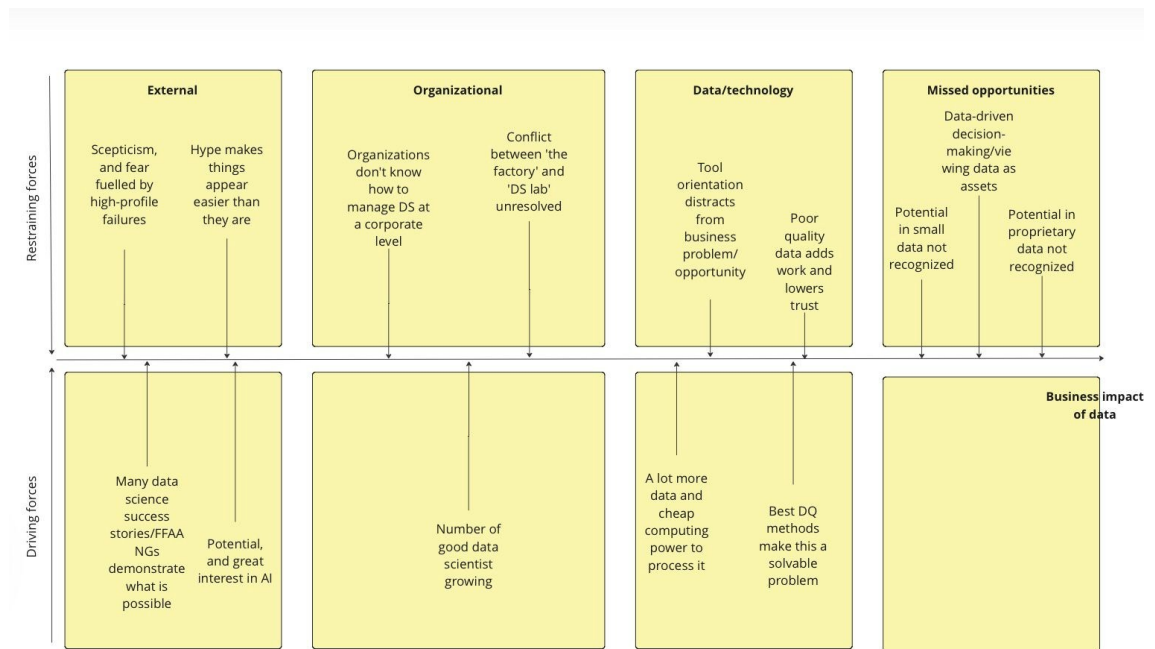 External
Scepticism,
and fear
fuelled by
high-profile
failures
Hype makes
things
appear
easier than
they are
Organizational
Organizations
don't know
how to
manage DS at
a corporate
level
Conflict
between 'the
factory' and
'DS lab'
unresolved
Data/technology
Tool
orientation
distracts
from
business
problem/
opportunity
Poor
quality
data adds
work and
lowers
trust
Missed opportunities
Data-driven
decision-
making/vie
wing data as
assets
Potential
in small
data not
recognized
Potential in
proprietary
data not
recognized
Restraining forces
Driving forces
Many data
science
success
stories/FFAA
NGs
demonstrate
what is
possible
Potential,
and great
interest in AI
Number of
good data
scientist
growing
A lot more
data and
cheap
computing
power to
process it
Best DQ
methods
make this a
solvable
problem
Business impact
of data